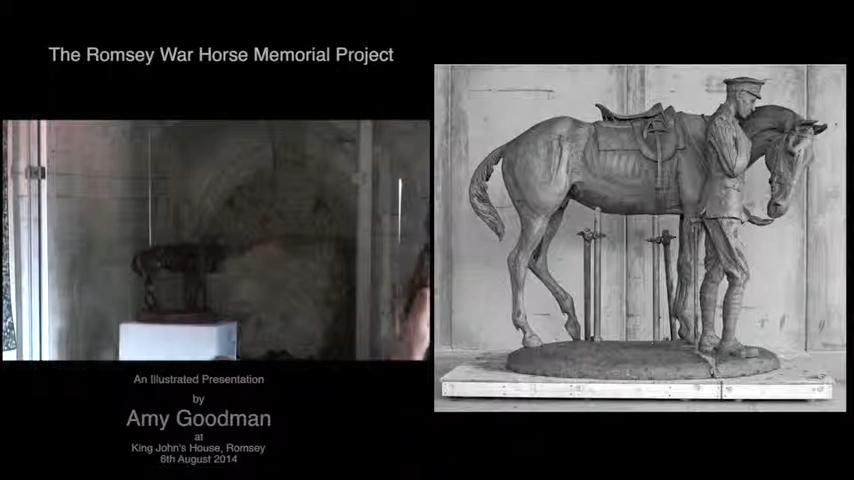 The Romsey War Horse Memorial Project
An Illustrated Presentation
by
Amy Goodman
at
King John's House, Romsey
6th August 2014